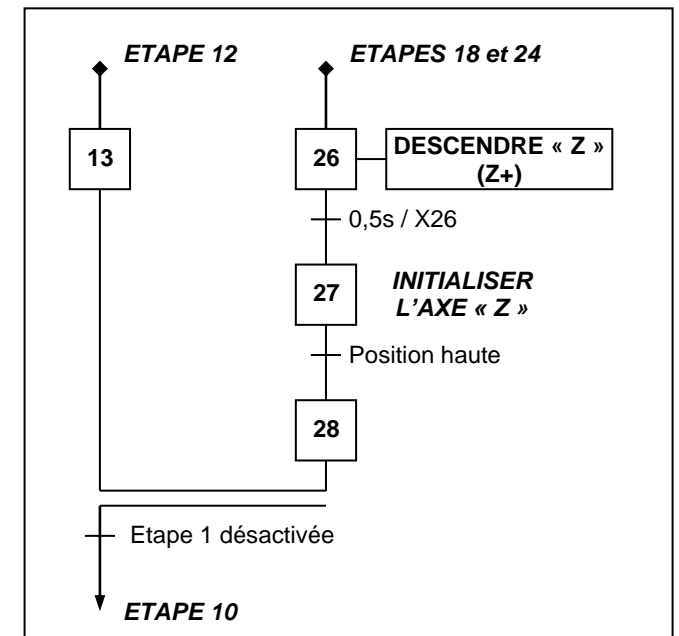 ETAPE 12
ETAPES 18 et 24
13
26
DESCENDRE « Z »
(Z+)
0,5s / X26
27
INITIALISER
L'AXE « Z »
Position haute
28
Etape 1 désactivée
ETAPE 10